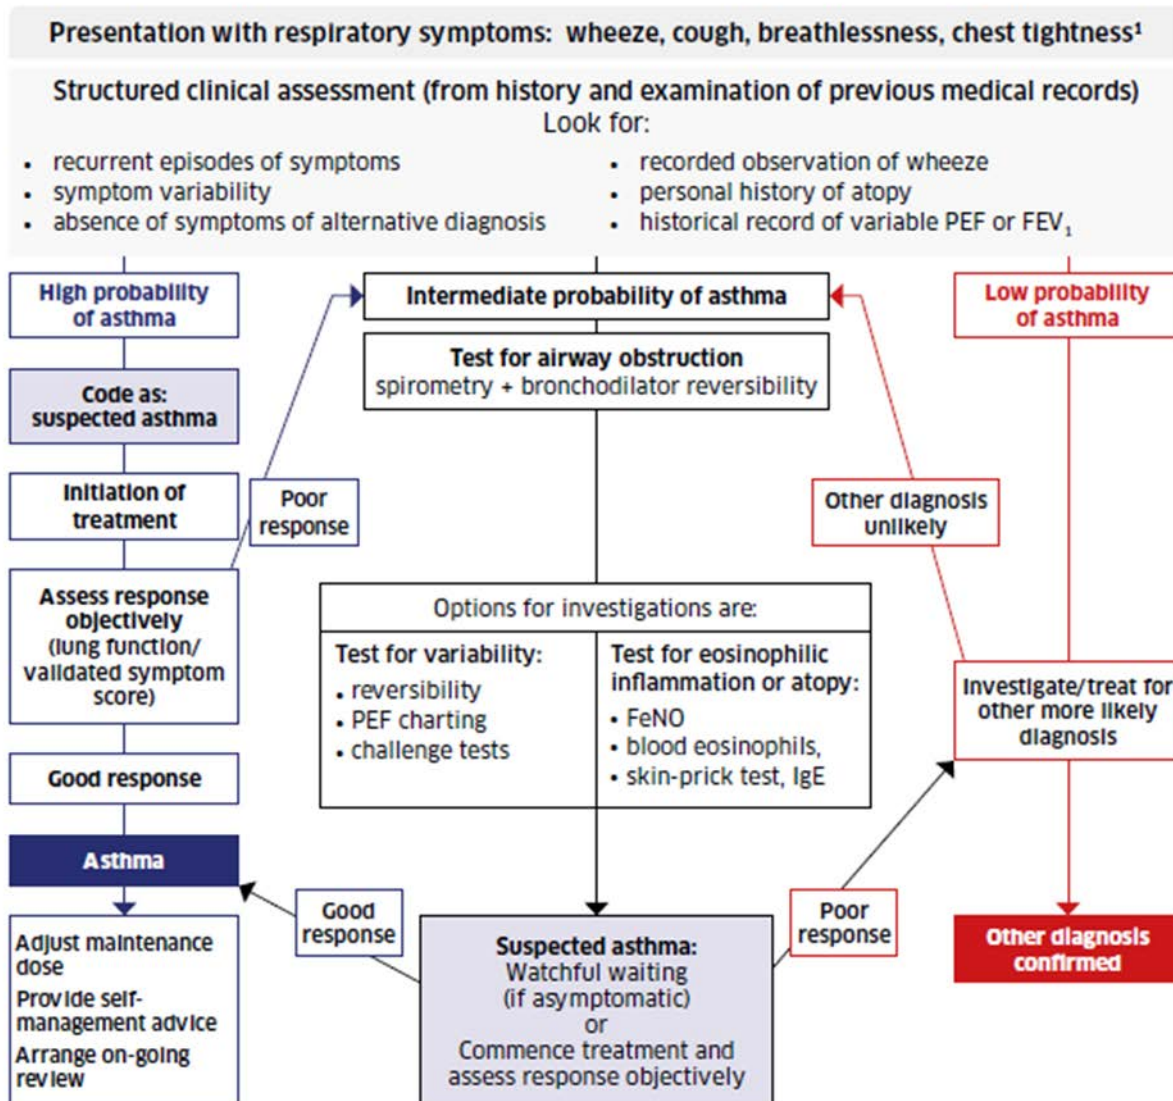 Presentation with respiratory symptoms: wheeze, cough, breathlessness, chest tightness¹
Structured clinical assessment (from history and examination of previous medical records)
Look for:
• recurrent episodes of symptoms
• symptom variability
• absence of symptoms of alternative diagnosis
• recorded observation of wheeze
• personal history of atopy
• historical record of variable PEF or FEV₁
High probability
of asthma
Code as:
suspected asthma
Initiation of
treatment
Assess response
objectively
(lung function/
validated symptom
score)
Good response
Asthma
Adjust maintenance
dose
Provide self-
management advice
Arrange on-going
review
Poor
response
Intermediate probability of asthma
Test for airway obstruction
spirometry + bronchodilator reversibility
Options for investigations are:
Test for variability:
• reversibility
• PEF charting
• challenge tests
Test for eosinophilic
inflammation or atopy:
• FeNO
• blood eosinophils,
• skin-prick test, IgE
Good
response
Suspected asthma:
Watchful waiting
(if asymptomatic)
or
Commence treatment and
assess response objectively
Poor
response
Low probability
of asthma
Other diagnosis
unlikely
Investigate/treat for
other more likely
diagnosis
Other diagnosis
confirmed